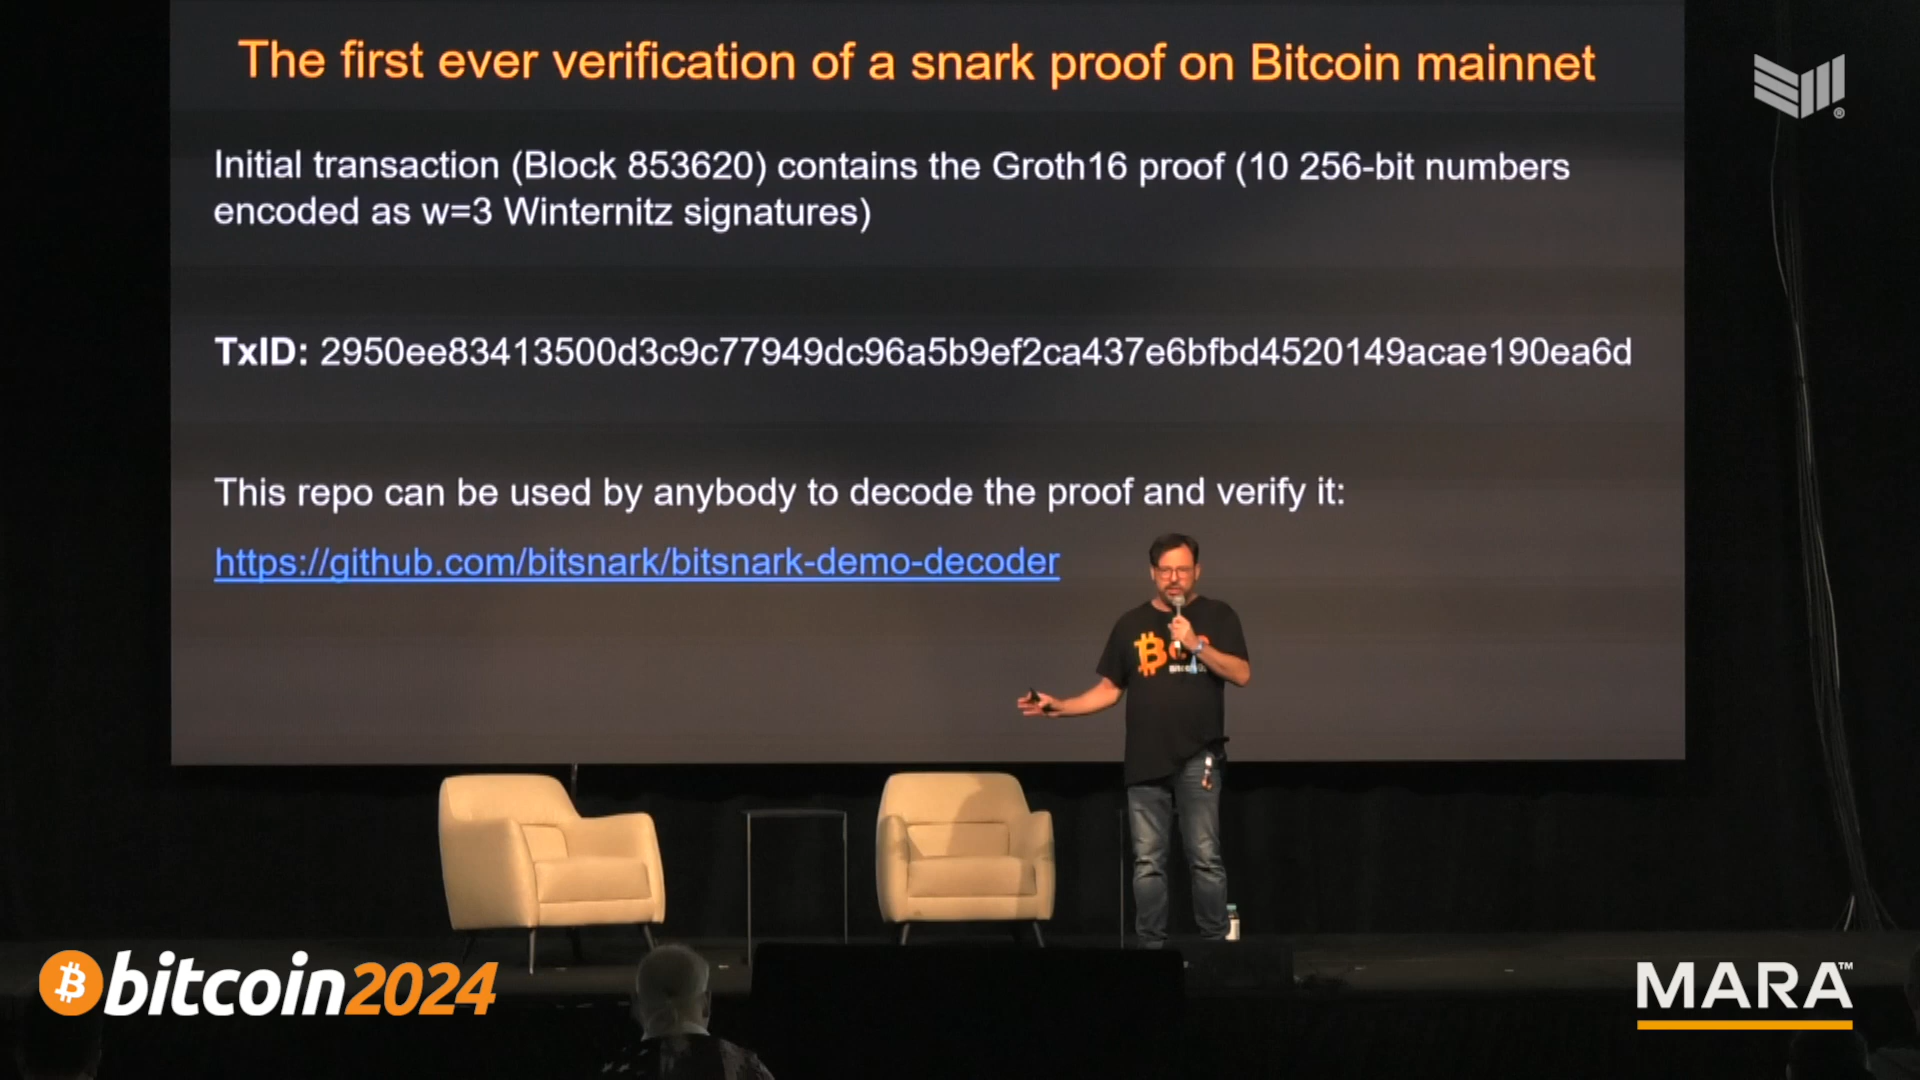 The first ever verification of a snark proof on Bitcoin mainnet
Initial transaction (Block 853620) contains the Groth16 proof (10 256-bit numbers
encoded as w=3 Winternitz signatures)
TxID: 2950ee83413500d3c9c77949dc96a5b9ef2ca437e6bfbd4520149acae190ea6d
This repo can be used by anybody to decode the proof and verify it:
https://github.com/bitsnark/bitsnark-demo-decoder
bitcoin2024
MARA™